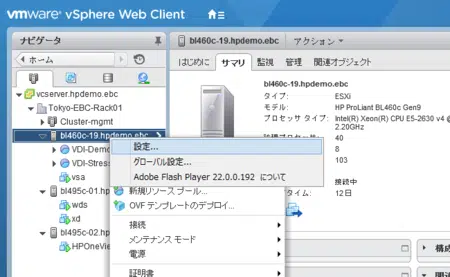 vmware® vSphere Web Client
ナビゲータ
ホーム
vcserver.hpdemo.ebc
Tokyo-EBC-Rack01
Cluster-mgmt
bl460c-19.hpdemo.ebc
VDI-Demo
VDI-Stres
vsa
bl495c-01.hpdemo
wds
xd
bl495c-02.hpdemo
HPOneView
bl460c-19.hpdemo.ebc アクション
はじめに サマリ 監視 管理 関連オブジェクト
bl460c-19.hpdemo.ebc
タイプ: ESXi
モデル: HP ProLiant BL460c Gen9
プロセッサ タイプ: Intel(R) Xeon(R) CPU E5-2630 v4 @
2.20GHz
40
8
103
接続中
12日
設定...
グローバル設定...
Adobe Flash Player 22.0.0.192 について
新規リソース プール...
OVF テンプレートのデプロイ...
接続
メンテナンス モード
電源
証明書
構成